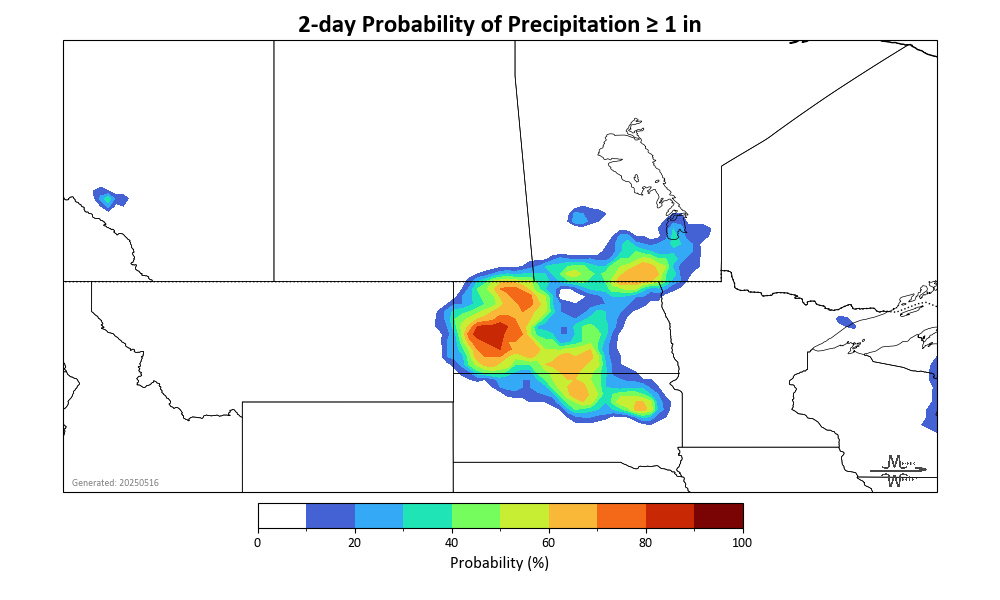 2-day Probability of Precipitation ≥ 1 in
Generated: 20250516
0 20 40 60 80 100
Probability (%)